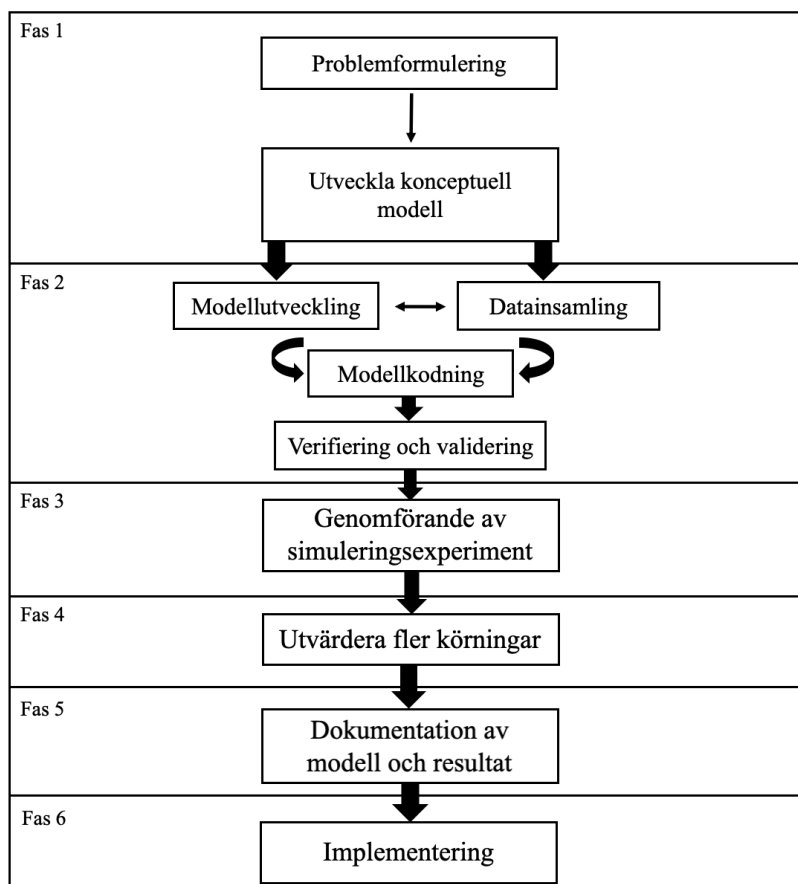 Fas 1
Problemformulering
Utveckla konceptuell
modell
Fas 2
Modellutveckling
Datainsamling
Modellkodning
Verifiering och validering
Fas 3
Genomförande av
simuleringsexperiment
Fas 4
Utvärdera fler körningar
Fas 5
Dokumentation av
modell och resultat
Fas 6
Implementering